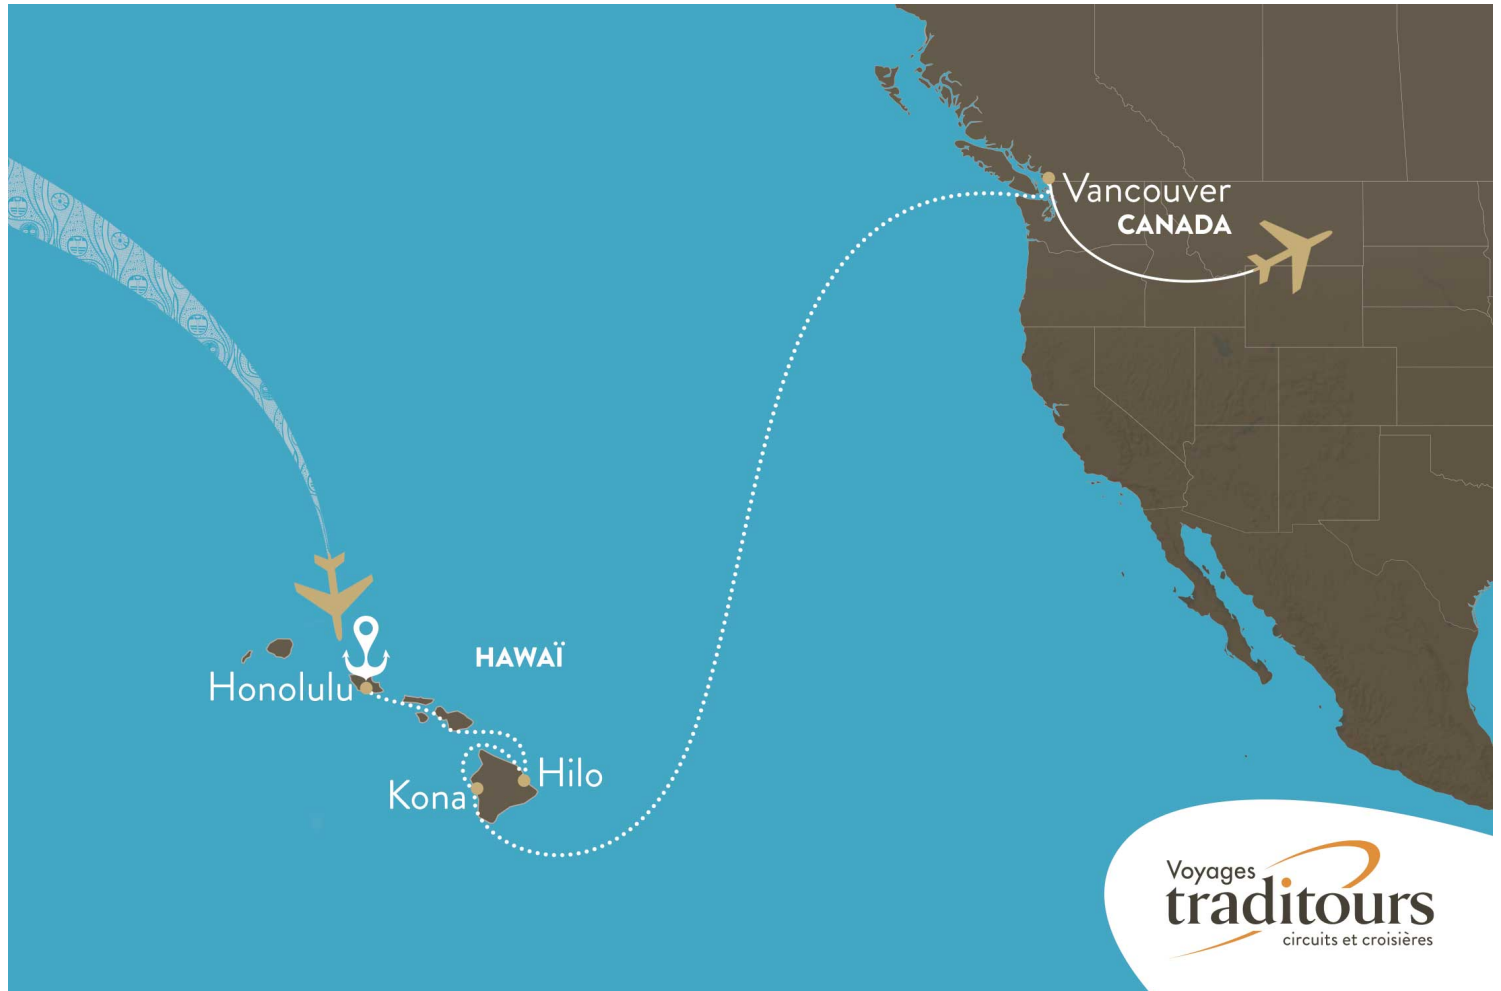 Vancouver
CANADA
HAWAÏ
Honolulu
Hilo
Kona
Voyages
traditours
circuits et croisières